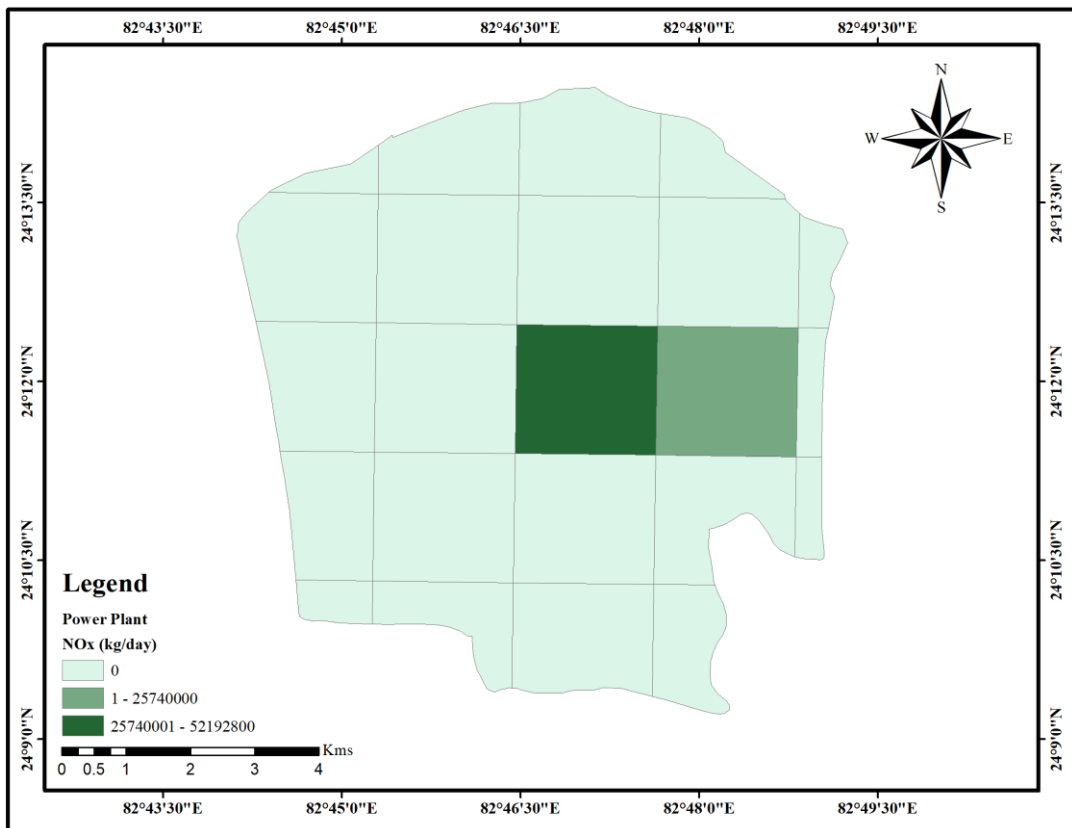 82°43'30"E 82°45'0"E 82°46'30"E 82°48'0"E 82°49'30"E
N
W E
S
24°13'30"N 24°13'30"N
24°12'0"N 24°12'0"N
24°10'30"N 24°10'30"N
24°9'0"N 24°9'0"N
Legend
Power Plant
NOx (kg/day)
0
1 - 25740000
25740001 - 52192800
Kms
0 0.5 1 2 3 4
82°43'30"E 82°45'0"E 82°46'30"E 82°48'0"E 82°49'30"E